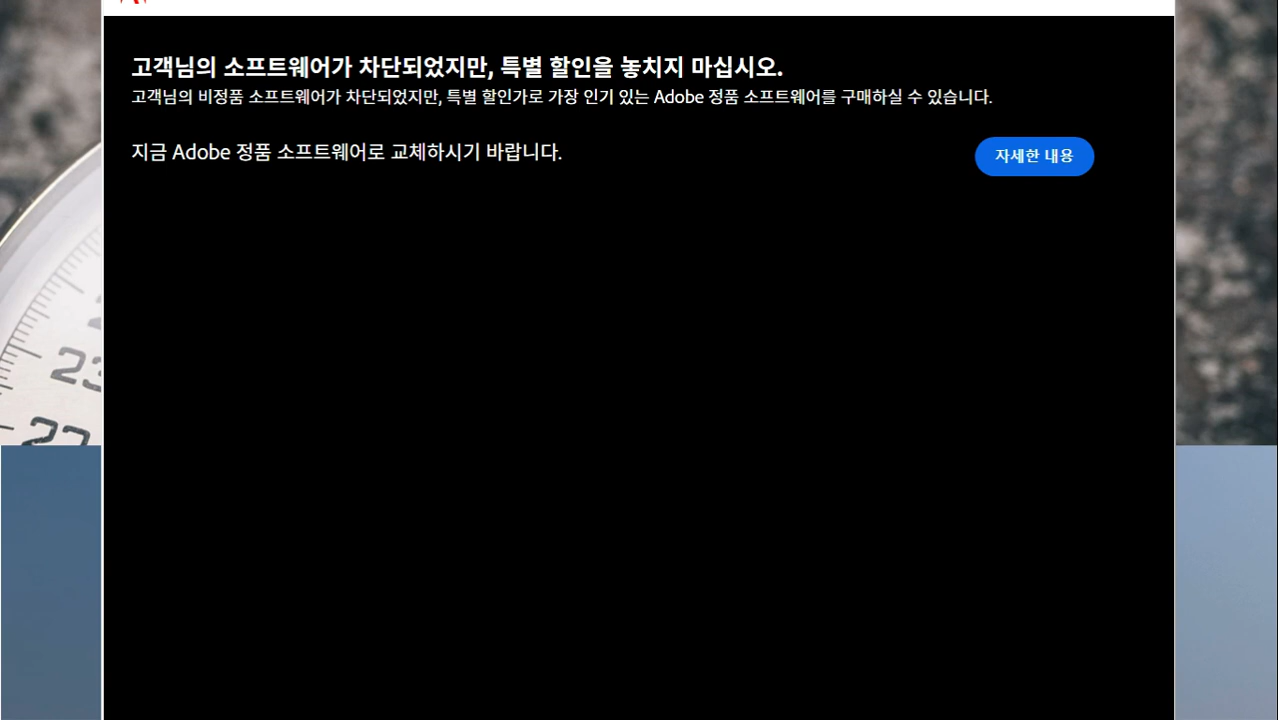 고객님의 소프트웨어가 차단되었지만, 특별 할인을 놓치지 마십시오.
고객님의 비정품 소프트웨어가 차단되었지만, 특별 할인가로 가장 인기 있는 Adobe 정품 소프트웨어를 구매하실 수 있습니다.
지금 Adobe 정품 소프트웨어로 교체하시기 바랍니다.
자세한 내용
23
27